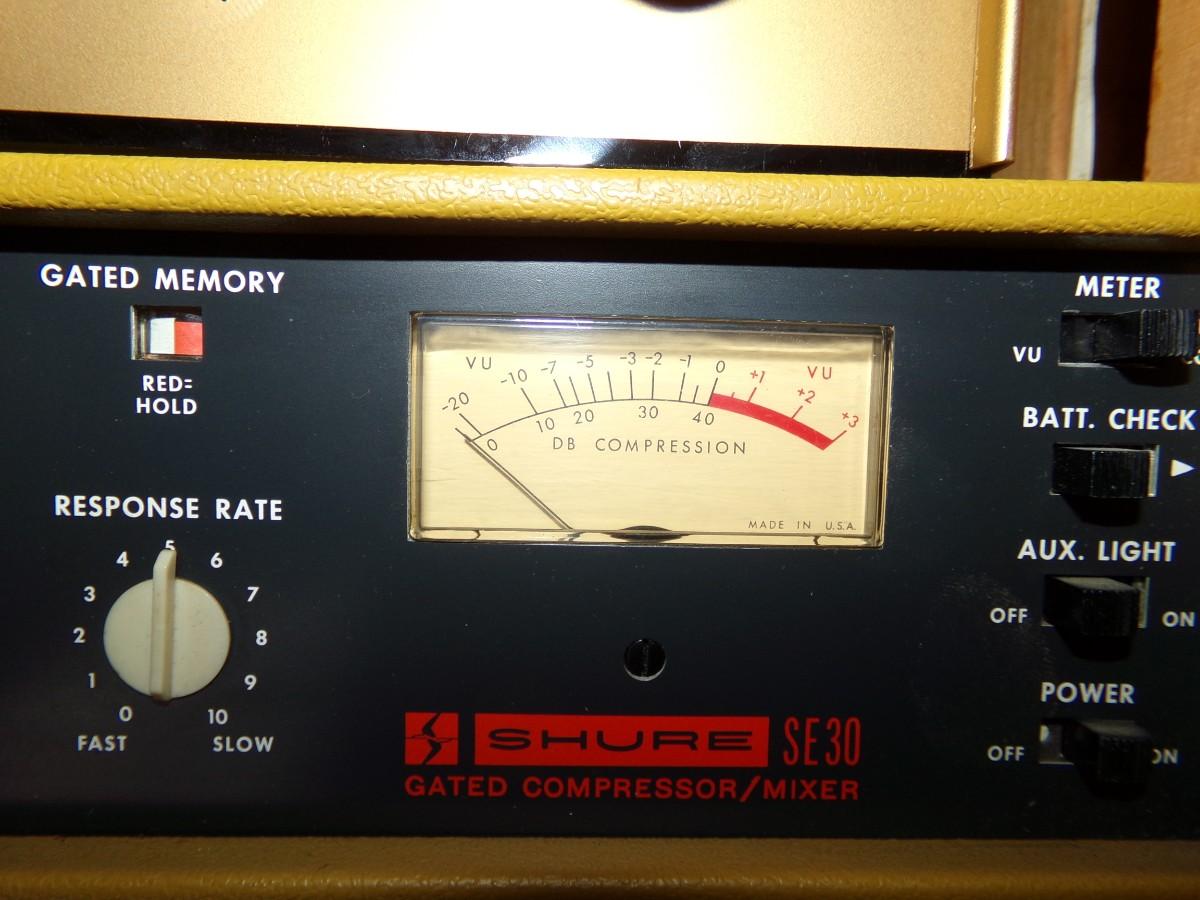 GATED MEMORY
RED=
HOLD
RESPONSE RATE
0 1 2 3 4 5 6 7 8 9 10
FAST SLOW
VU -20 -10 -7 -5 -3 -2 -1 0 +1 +2 +3 VU
0 10 20 30 40
DB COMPRESSION
MADE IN U.S.A.
SHURE SE30
GATED COMPRESSOR/MIXER
METER
VU
BATT. CHECK
AUX. LIGHT
OFF ON
POWER
OFF ON